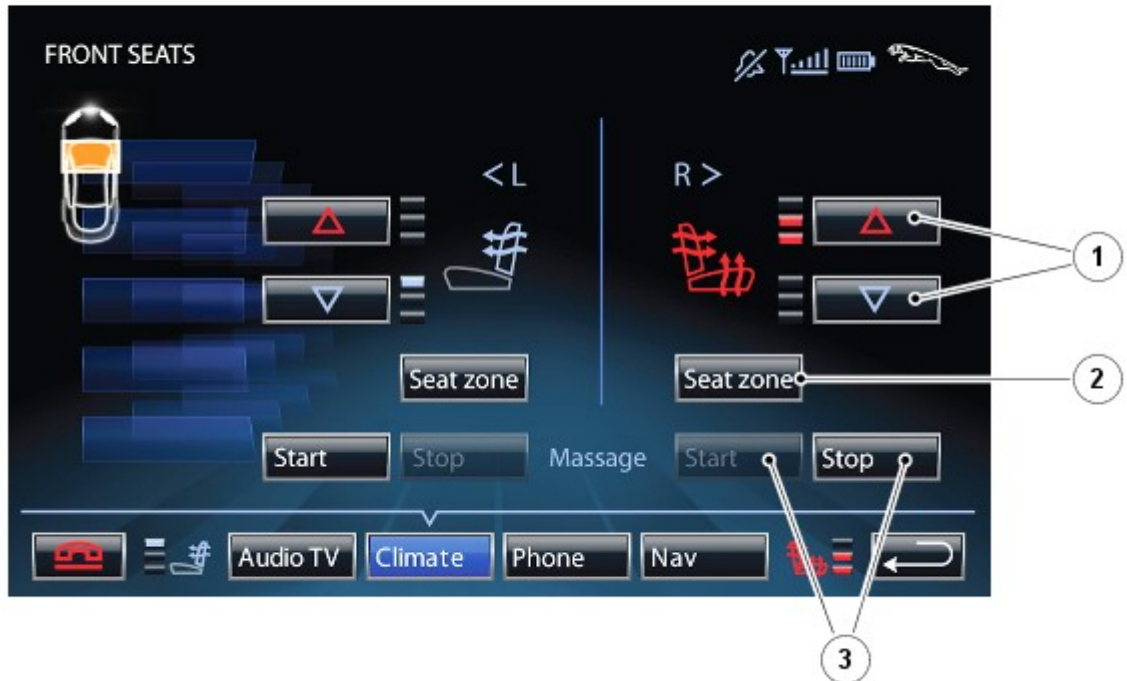 FRONT SEATS
< L R >
1
Seat zone Seat zone 2
Start Stop Massage Start Stop
Audio TV Climate Phone Nav
3